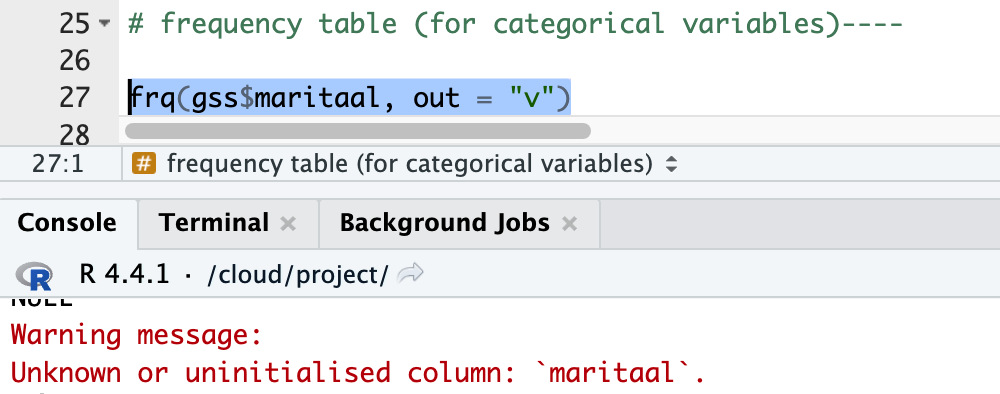 25 # frequency table (for categorical variables)----
26
27 frq(gss$maritaal, out = "v")
28
27:1 # frequency table (for categorical variables)
Console Terminal × Background Jobs ×
R R 4.4.1 · /cloud/project/
NULL
Warning message:
Unknown or uninitialised column: `maritaal`.